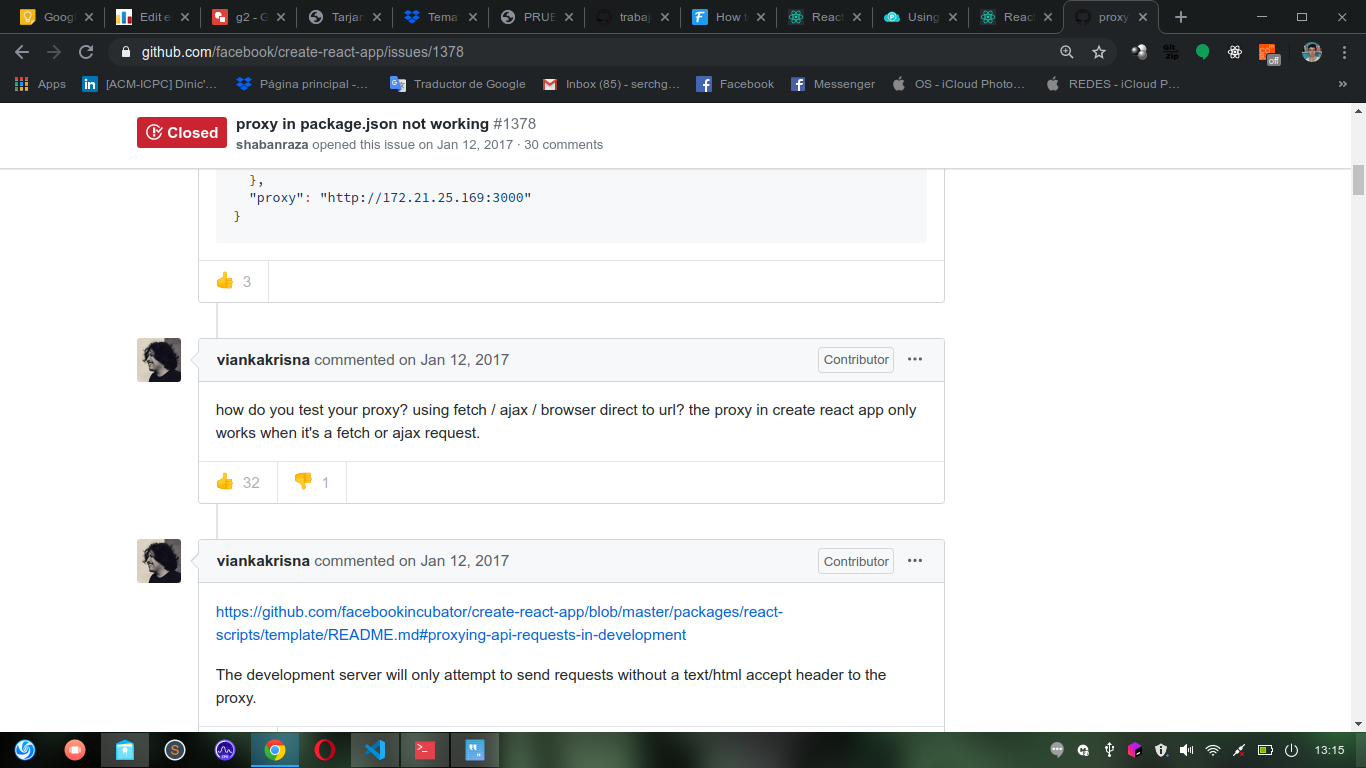 Googl
Edit e
g2 - G
Tarjan
Tema
PRUE
trabaj
How t
React
Using
React
proxy
github.com/facebook/create-react-app/issues/1378
Git
zip
off
Apps
in
[ACM-ICPC] Dinic'...
Página principal -...
Traductor de Google
Inbox (85) - serchg...
Facebook
Messenger
OS - iCloud Photo...
REDES - iCloud P...
»
Closed
proxy in package.json not working #1378
shabanraza opened this issue on Jan 12, 2017 · 30 comments
},
"proxy": "http://172.21.25.169:3000"
}
👍 3
viankakrisna commented on Jan 12, 2017
Contributor
how do you test your proxy? using fetch / ajax / browser direct to url? the proxy in create react app only
works when it's a fetch or ajax request.
👍 32
👎 1
viankakrisna commented on Jan 12, 2017
Contributor
https://github.com/facebookincubator/create-react-app/blob/master/packages/react-
scripts/template/README.md#proxying-api-requests-in-development
The development server will only attempt to send requests without a text/html accept header to the
proxy.
13:15